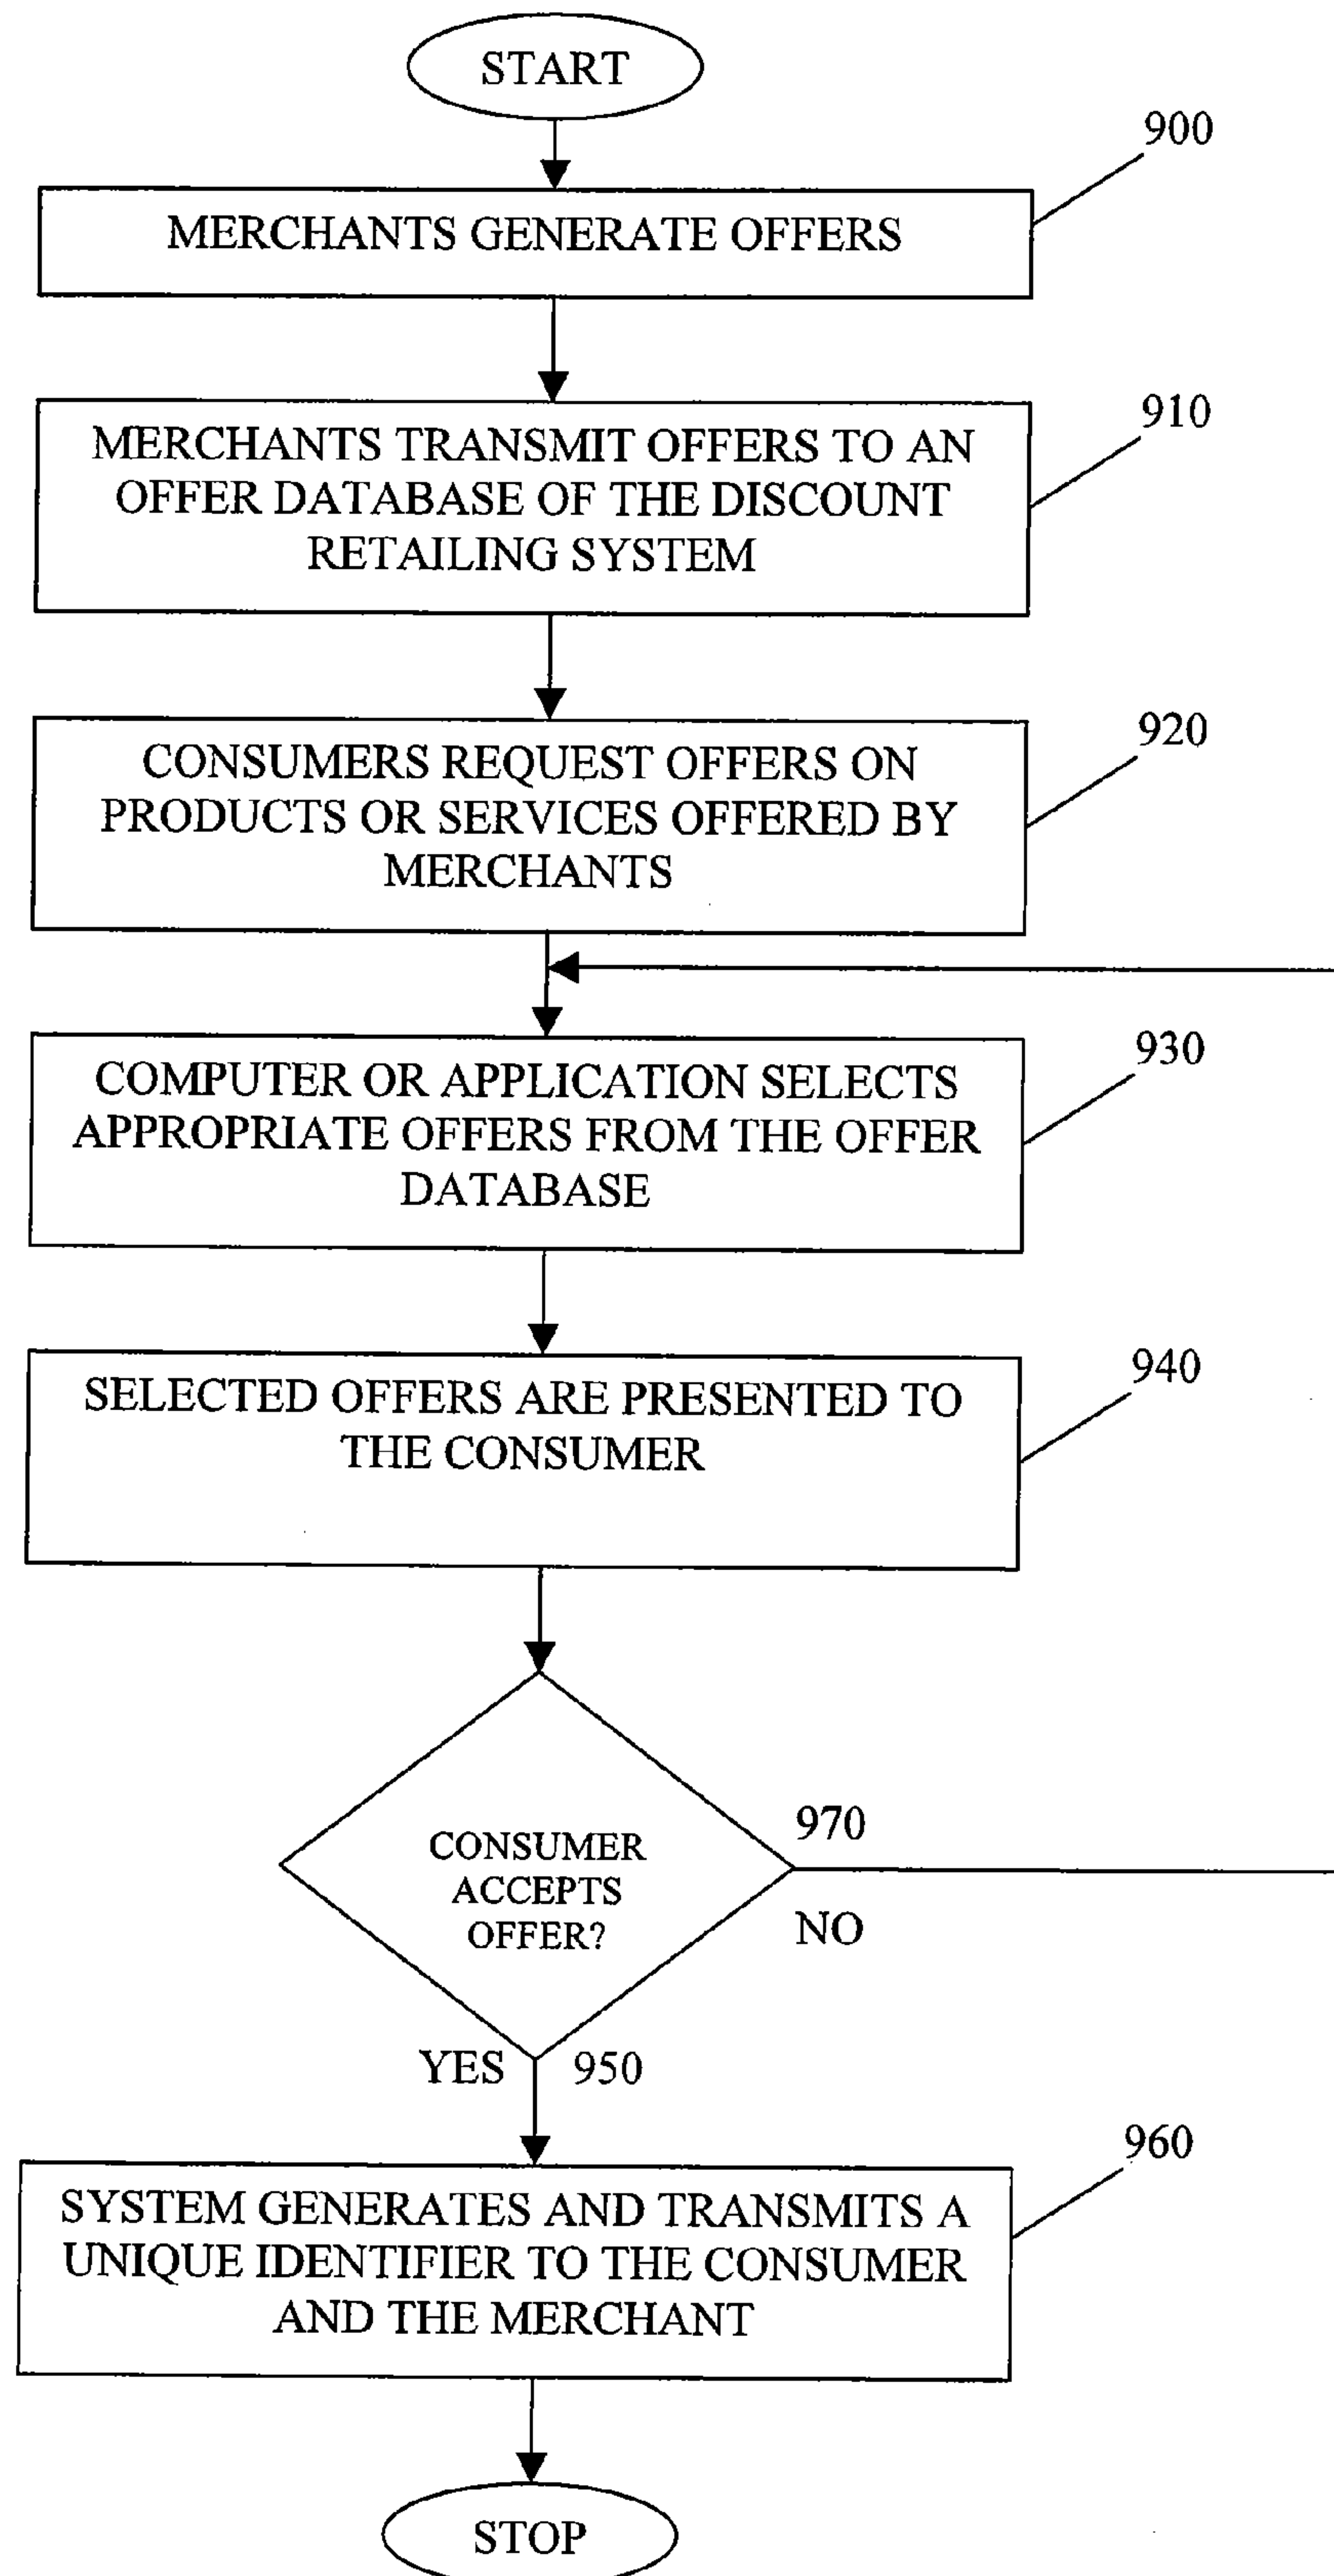 START
900
MERCHANTS GENERATE OFFERS
910
MERCHANTS TRANSMIT OFFERS TO AN
OFFER DATABASE OF THE DISCOUNT
RETAILING SYSTEM
920
CONSUMERS REQUEST OFFERS ON
PRODUCTS OR SERVICES OFFERED BY
MERCHANTS
930
COMPUTER OR APPLICATION SELECTS
APPROPRIATE OFFERS FROM THE OFFER
DATABASE
940
SELECTED OFFERS ARE PRESENTED TO
THE CONSUMER
970
CONSUMER
ACCEPTS
OFFER?
NO
YES 950
960
SYSTEM GENERATES AND TRANSMITS A
UNIQUE IDENTIFIER TO THE CONSUMER
AND THE MERCHANT
STOP